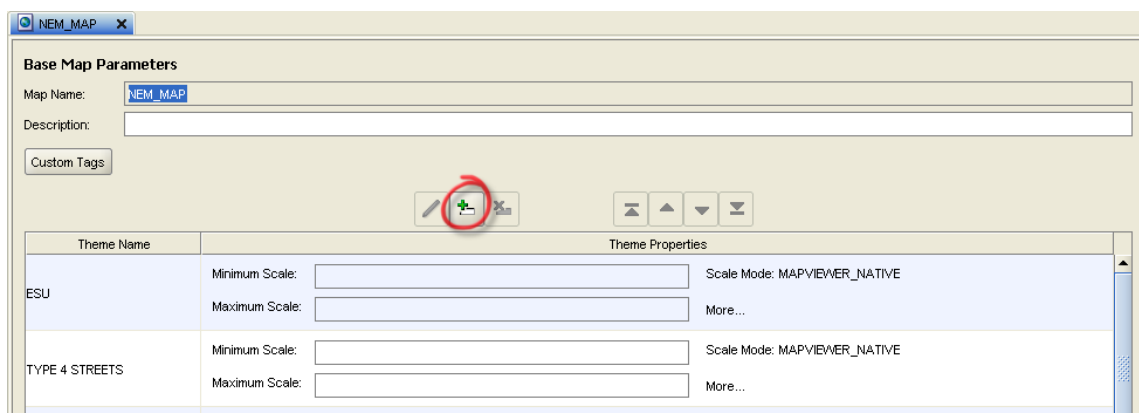 NEM_MAP
Base Map Parameters
Map Name: NEM_MAP
Description:
Custom Tags
Theme Name Theme Properties
ESU
Minimum Scale: Scale Mode: MAPVIEWER_NATIVE
Maximum Scale: More...
TYPE 4 STREETS
Minimum Scale: Scale Mode: MAPVIEWER_NATIVE
Maximum Scale: More...